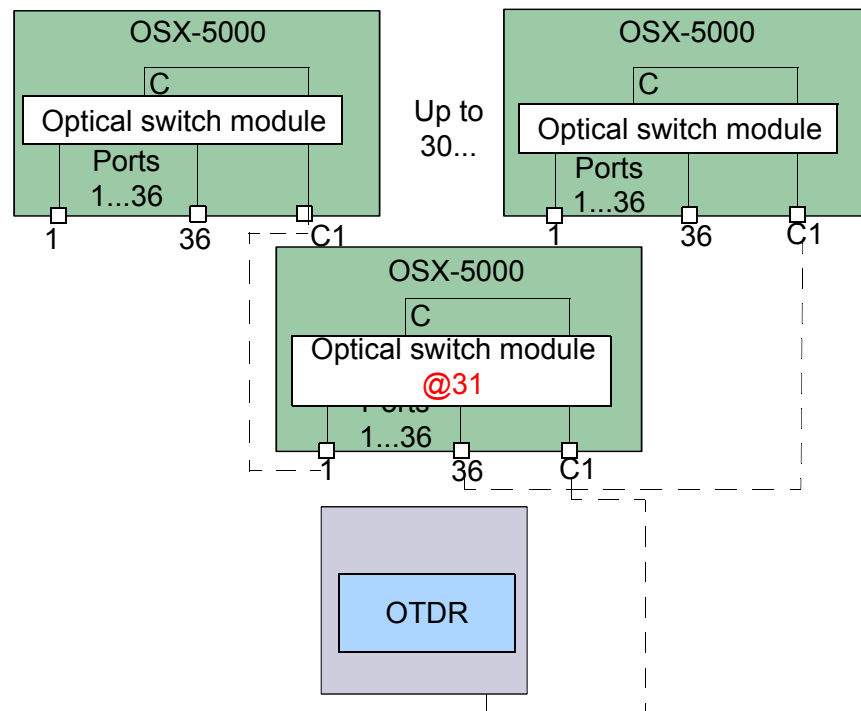 OSX-5000
C
Optical switch module
Ports
1...36
1
36
C1
Up to
30...
OSX-5000
C
Optical switch module
Ports
1...36
1
36
C1
OSX-5000
C
Optical switch module
@31
Ports
1...36
1
36
C1
OTDR